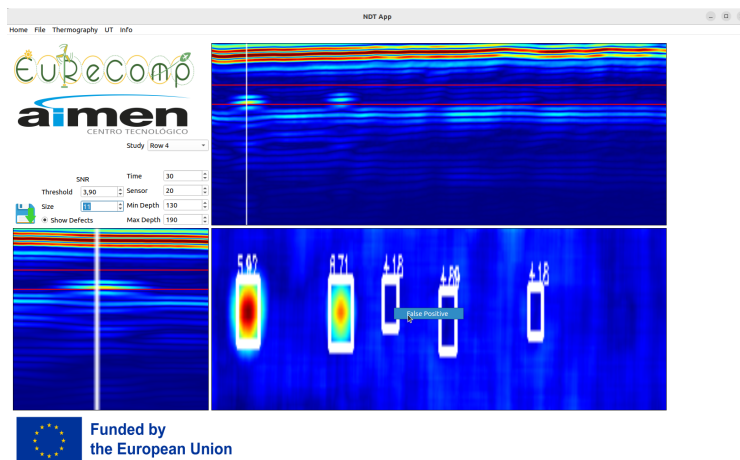 NDT App
Home File Thermography UT Info
EuReComp
aimen
CENTRO TECNOLÓGICO
Study Row 4
SNR
Time 30
Threshold 3,90
Sensor 20
Size 11
Min Depth 130
Show Defects
Max Depth 190
5.92 8.71 4.18 4.89 4.18
False Positive
Funded by
the European Union